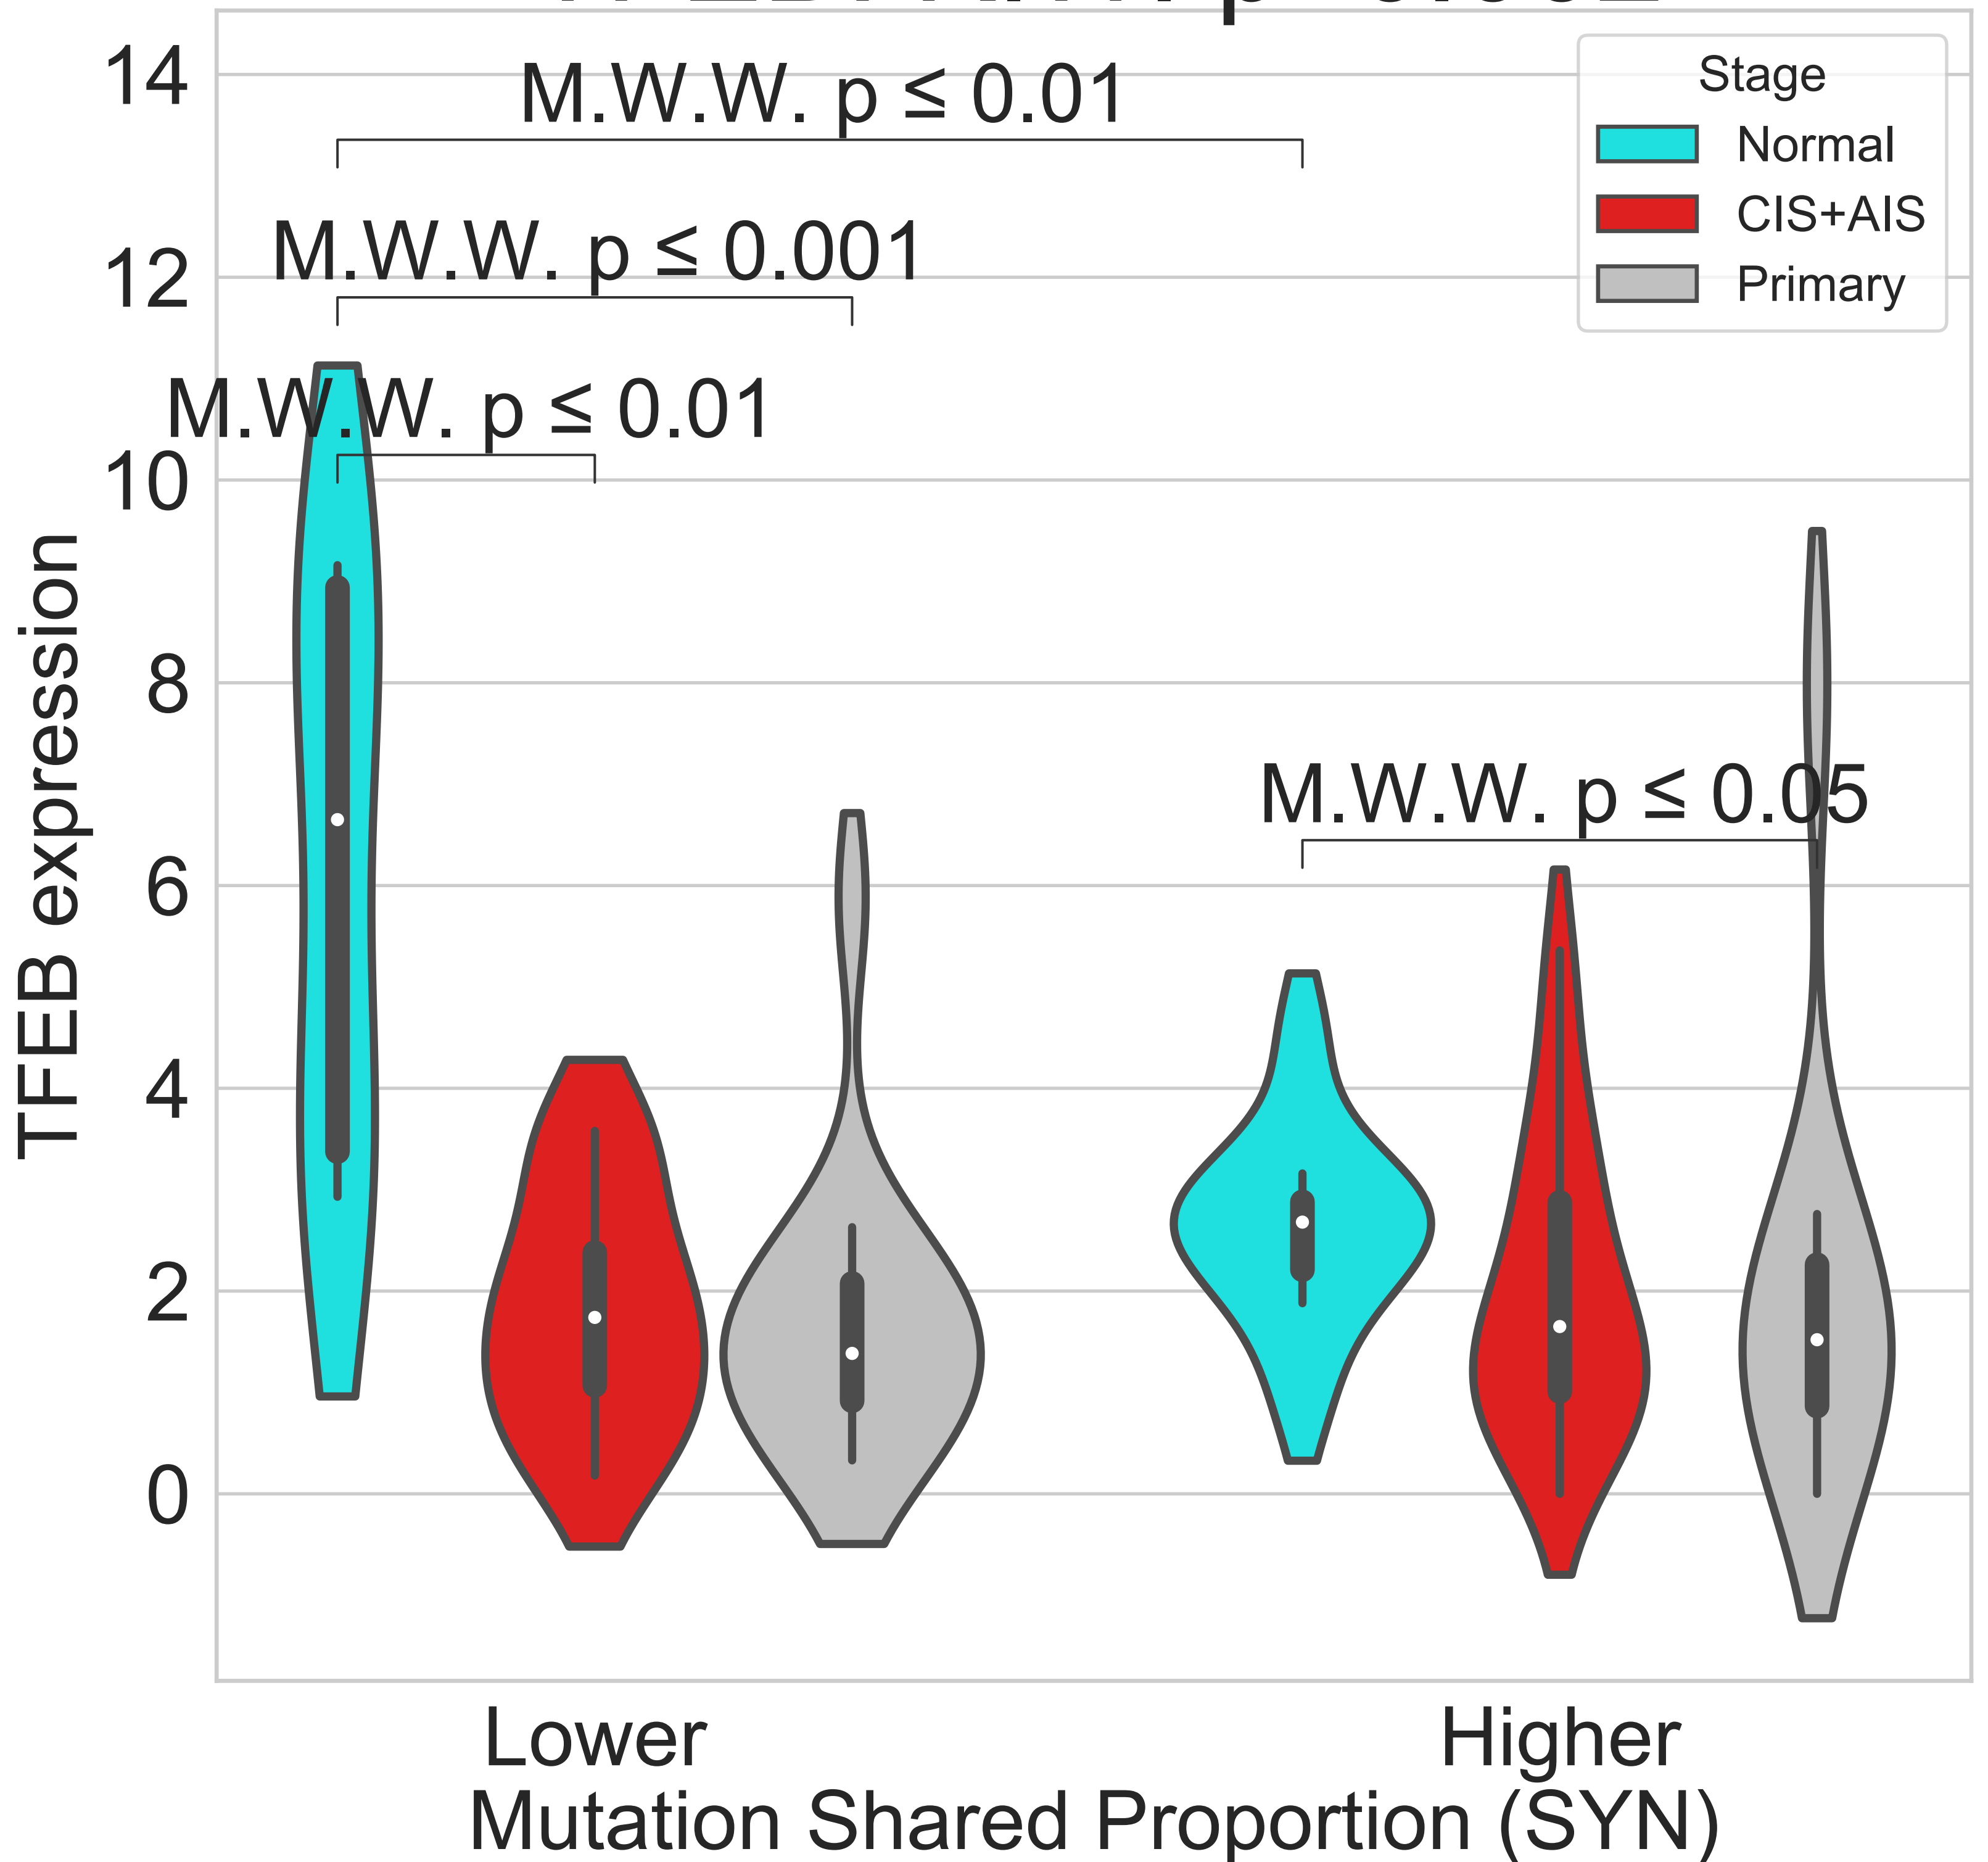 M.W.W. p ≤ 0.01
M.W.W. p ≤ 0.001
M.W.W. p ≤ 0.01
M.W.W. p ≤ 0.05
Stage
Normal
CIS+AIS
Primary
14
12
10
8
6
4
2
0
TFEB expression
Lower
Higher
Mutation Shared Proportion (SYN)